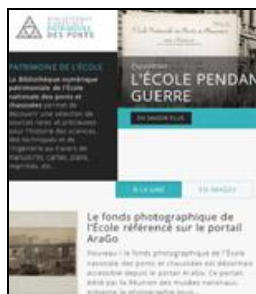 BIBLIOTHÈQUE
NUMÉRIQUE
PATRIMOINE
DES PONTS
PATRIMOINE DE L'ÉCOLE
La Bibliothèque numérique
patrimoniale de l'École
nationale des ponts et
chaussées permet de
découvrir une sélection de
sources rares et précieuses
pour l'histoire des sciences,
des techniques et de
l'ingénierie au travers de
manuscrits, cartes, plans,
imprimés, etc...
Exposition
L'ÉCOLE PENDAN
GUERRE
EN SAVOIR PLUS
À LA UNE
EN IMAGES
Le fonds photographique de
l'École référencé sur le portail
AraGo
Nouveau ! le fonds photographique de l'École
nationale des ponts et chaussées est désormais
accessible depuis le portail AraGo. Ce portail,
édité par la Réunion des musées nationaux,
présente la photographie sous